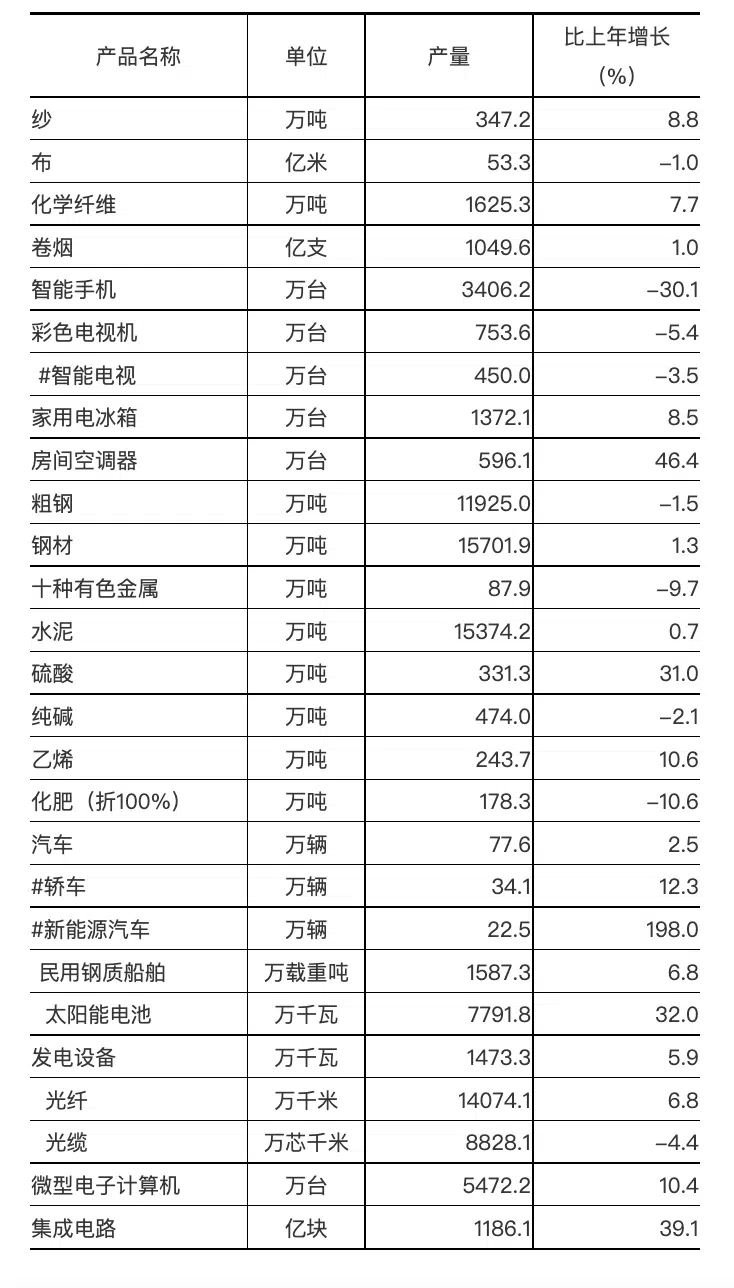 产品名称 单位 产量 比上年增长
（%）
纱 万吨 347.2 8.8
布 亿米 53.3 –1.0
化学纤维 万吨 1625.3 7.7
卷烟 亿支 1049.6 1.0
智能手机 万台 3406.2 –30.1
彩色电视机 万台 753.6 –5.4
#智能电视 万台 450.0 –3.5
家用电冰箱 万台 1372.1 8.5
房间空调器 万台 596.1 46.4
粗钢 万吨 11925.0 –1.5
钢材 万吨 15701.9 1.3
十种有色金属 万吨 87.9 –9.7
水泥 万吨 15374.2 0.7
硫酸 万吨 331.3 31.0
纯碱 万吨 474.0 –2.1
乙烯 万吨 243.7 10.6
化肥（折100%） 万吨 178.3 –10.6
汽车 万辆 77.6 2.5
#轿车 万辆 34.1 12.3
#新能源汽车 万辆 22.5 198.0
民用钢质船舶 万载重吨 1587.3 6.8
太阳能电池 万千瓦 7791.8 32.0
发电设备 万千瓦 1473.3 5.9
光纤 万千米 14074.1 6.8
光缆 万芯千米 8828.1 –4.4
微型电子计算机 万台 5472.2 10.4
集成电路 亿块 1186.1 39.1